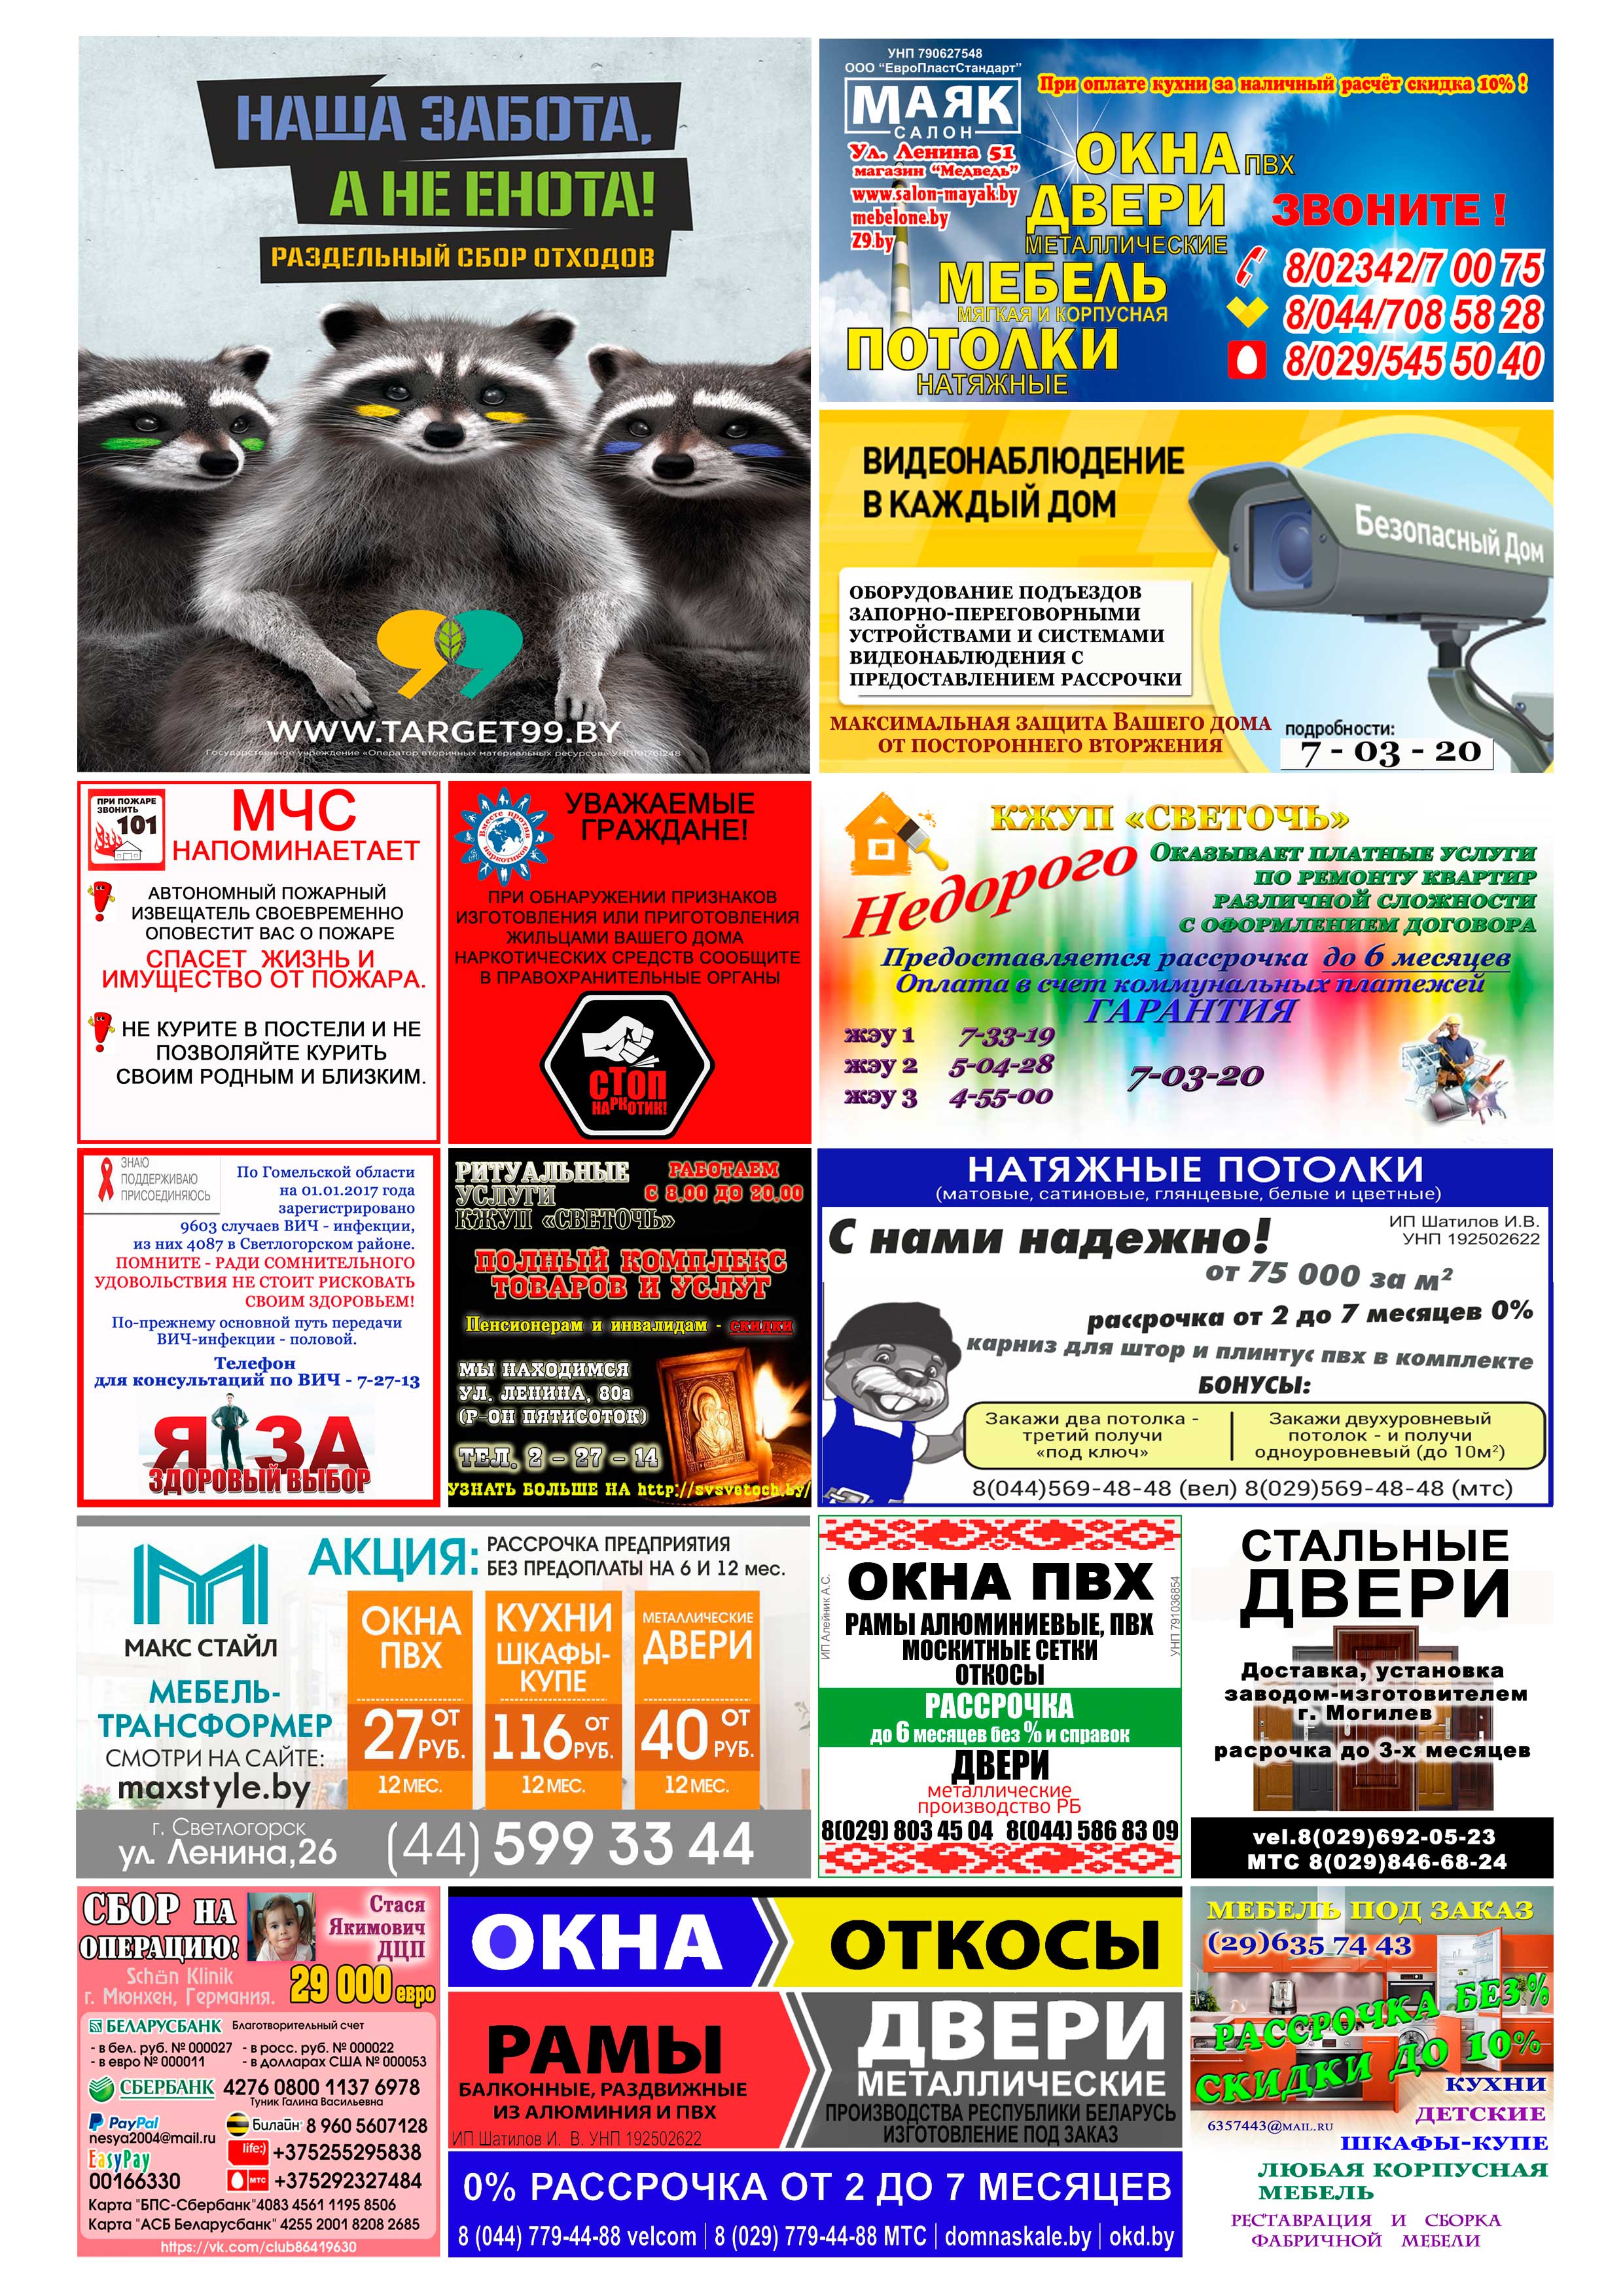 НАША ЗАБОТА,
А НЕ ЕНОТА!
РАЗДЕЛЬНЫЙ СБОР ОТХОДОВ
99
WWW.TARGET99.BY
Государственное учреждение «Оператор вторичных материальных ресурсов»
УНП 790627548
ООО "ЕвроПластСтандарт"
МАЯК
САЛОН
Ул. Ленина 51
магазин "Медведь"
www.salon-mayak.by
mebelone.by
Z9.by
При оплате кухни за наличный расчёт скидка 10% !
ОКНА ПВХ
ДВЕРИ
МЕТАЛЛИЧЕСКИЕ
МЕБЕЛЬ
МЯГКАЯ И КОРПУСНАЯ
ПОТОЛКИ
НАТЯЖНЫЕ
ЗВОНИТЕ !
8/02342/7 00 75
8/044/708 58 28
8/029/545 50 40
ВИДЕОНАБЛЮДЕНИЕ
В КАЖДЫЙ ДОМ
Безопасный Дом
ОБОРУДОВАНИЕ ПОДЪЕЗДОВ
ЗАПОРНО-ПЕРЕГОВОРНЫМИ
УСТРОЙСТВАМИ И СИСТЕМАМИ
ВИДЕОНАБЛЮДЕНИЯ С
ПРЕДОСТАВЛЕНИЕМ РАССРОЧКИ
МАКСИМАЛЬНАЯ ЗАЩИТА ВАШЕГО ДОМА
ОТ ПОСТОРОННЕГО ВТОРЖЕНИЯ
подробности:
7 - 03 - 20
ПРИ ПОЖАРЕ
ЗВОНИТЬ
101
МЧС
НАПОМИНАЕТАЕТ
АВТОНОМНЫЙ ПОЖАРНЫЙ
ИЗВЕЩАТЕЛЬ СВОЕВРЕМЕННО
ОПОВЕСТИТ ВАС О ПОЖАРЕ
СПАСЕТ ЖИЗНЬ И
ИМУЩЕСТВО ОТ ПОЖАРА.
НЕ КУРИТЕ В ПОСТЕЛИ И НЕ
ПОЗВОЛЯЙТЕ КУРИТЬ
СВОИМ РОДНЫМ И БЛИЗКИМ.
Вместе против
наркотиков
УВАЖАЕМЫЕ
ГРАЖДАНЕ!
ПРИ ОБНАРУЖЕНИИ ПРИЗНАКОВ
ИЗГОТОВЛЕНИЯ ИЛИ ПРИГОТОВЛЕНИЯ
ЖИЛЬЦАМИ ВАШЕГО ДОМА
НАРКОТИЧЕСКИХ СРЕДСТВ СООБЩИТЕ
В ПРАВОХРАНИТЕЛЬНЫЕ ОРГАНЫ
СТОП
НАРКОТИК!
КЖУП «СВЕТОЧЬ»
Недорого
ОКАЗЫВАЕТ ПЛАТНЫЕ УСЛУГИ
ПО РЕМОНТУ КВАРТИР
РАЗЛИЧНОЙ СЛОЖНОСТИ
С ОФОРМЛЕНИЕМ ДОГОВОРА
Предоставляется рассрочка до 6 месяцев
Оплата в счет коммунальных платежей
ГАРАНТИЯ
жэу 1 7-33-19
жэу 2 5-04-28
жэу 3 4-55-00
7-03-20
ЗНАЮ
ПОДДЕРЖИВАЮ
ПРИСОЕДИНЯЮСЬ
По Гомельской области
на 01.01.2017 года
зарегистрировано
9603 случаев ВИЧ - инфекции,
из них 4087 в Светлогорском районе.
ПОМНИТЕ - РАДИ СОМНИТЕЛЬНОГО
УДОВОЛЬСТВИЯ НЕ СТОИТ РИСКОВАТЬ
СВОИМ ЗДОРОВЬЕМ!
По-прежнему основной путь передачи
ВИЧ-инфекции - половой.
Телефон
для консультаций по ВИЧ - 7-27-13
Я ЗА
ЗДОРОВЫЙ ВЫБОР
РИТУАЛЬНЫЕ
УСЛУГИ
КЖУП «СВЕТОЧЬ»
РАБОТАЕМ
С 8.00 ДО 20.00
ПОЛНЫЙ КОМПЛЕКС
ТОВАРОВ И УСЛУГ
Пенсионерам и инвалидам - скидки
МЫ НАХОДИМСЯ
УЛ. ЛЕНИНА, 80а
(Р-ОН ПЯТИСОТОК)
ТЕЛ. 2 - 27 - 14
УЗНАТЬ БОЛЬШЕ НА http://svsvetoch.by/
НАТЯЖНЫЕ ПОТОЛКИ
(матовые, сатиновые, глянцевые, белые и цветные)
С нами надежно!
ИП Шатилов И.В.
УНП 192502622
от 75 000 за м²
рассрочка от 2 до 7 месяцев 0%
карниз для штор и плинтус пвх в комплекте
БОНУСЫ:
Закажи два потолка -
третий получи
«под ключ»
Закажи двухуровневый
потолок - и получи
одноуровневый (до 10м²)
8(044)569-48-48 (вел) 8(029)569-48-48 (мтс)
МАКС СТАЙЛ
МЕБЕЛЬ-
ТРАНСФОРМЕР
СМОТРИ НА САЙТЕ:
maxstyle.by
АКЦИЯ: РАССРОЧКА ПРЕДПРИЯТИЯ
БЕЗ ПРЕДОПЛАТЫ НА 6 И 12 мес.
ОКНА
ПВХ
27 ОТ РУБ.
12 МЕС.
КУХНИ
ШКАФЫ-
КУПЕ
116 ОТ РУБ.
12 МЕС.
МЕТАЛЛИЧЕСКИЕ
ДВЕРИ
40 ОТ РУБ.
12 МЕС.
г. Светлогорск
ул. Ленина,26
(44) 599 33 44
ИП Алейник А.С.
УНП 791036854
ОКНА ПВХ
РАМЫ АЛЮМИНИЕВЫЕ, ПВХ
МОСКИТНЫЕ СЕТКИ
ОТКОСЫ
РАССРОЧКА
до 6 месяцев без % и справок
ДВЕРИ
металлические
производство РБ
8(029) 803 45 04 8(044) 586 83 09
СТАЛЬНЫЕ
ДВЕРИ
Доставка, установка
заводом-изготовителем
г. Могилев
расрочка до 3-х месяцев
vel.8(029)692-05-23
МТС 8(029)846-68-24
СБОР НА
ОПЕРАЦИЮ!
Стася
Якимович
ДЦП
Schön Klinik
г. Мюнхен, Германия.
29 000 евро
БЕЛАРУСБАНК Благотворительный счет
- в бел. руб. № 000027 - в росс. руб. № 000022
- в евро № 000011 - в долларах США № 000053
СБЕРБАНК 4276 0800 1137 6978
Туник Галина Васильевна
PayPal
nesya2004@mail.ru
Билайн 8 960 5607128
EasyPay
00166330
life:) +375255295838
МТС +375292327484
Карта "БПС-Сбербанк"4083 4561 1195 8506
Карта "АСБ Беларусбанк" 4255 2001 8208 2685
https://vk.com/club86419630
ОКНА
ОТКОСЫ
РАМЫ
БАЛКОННЫЕ, РАЗДВИЖНЫЕ
ИЗ АЛЮМИНИЯ И ПВХ
ИП Шатилов И. В. УНП 192502622
ДВЕРИ
МЕТАЛЛИЧЕСКИЕ
ПРОИЗВОДСТВА РЕСПУБЛИКИ БЕЛАРУСЬ
ИЗГОТОВЛЕНИЕ ПОД ЗАКАЗ
0% РАССРОЧКА ОТ 2 ДО 7 МЕСЯЦЕВ
8 (044) 779-44-88 velcom | 8 (029) 779-44-88 МТС | domnaskale.by | okd.by
МЕБЕЛЬ ПОД ЗАКАЗ
(29)635 74 43
РАССРОЧКА БЕЗ %
СКИДКИ ДО 10%
6357443@MAIL.RU
КУХНИ
ДЕТСКИЕ
ШКАФЫ-КУПЕ
ЛЮБАЯ КОРПУСНАЯ
МЕБЕЛЬ
РЕСТАВРАЦИЯ И СБОРКА
ФАБРИЧНОЙ МЕБЕЛИ